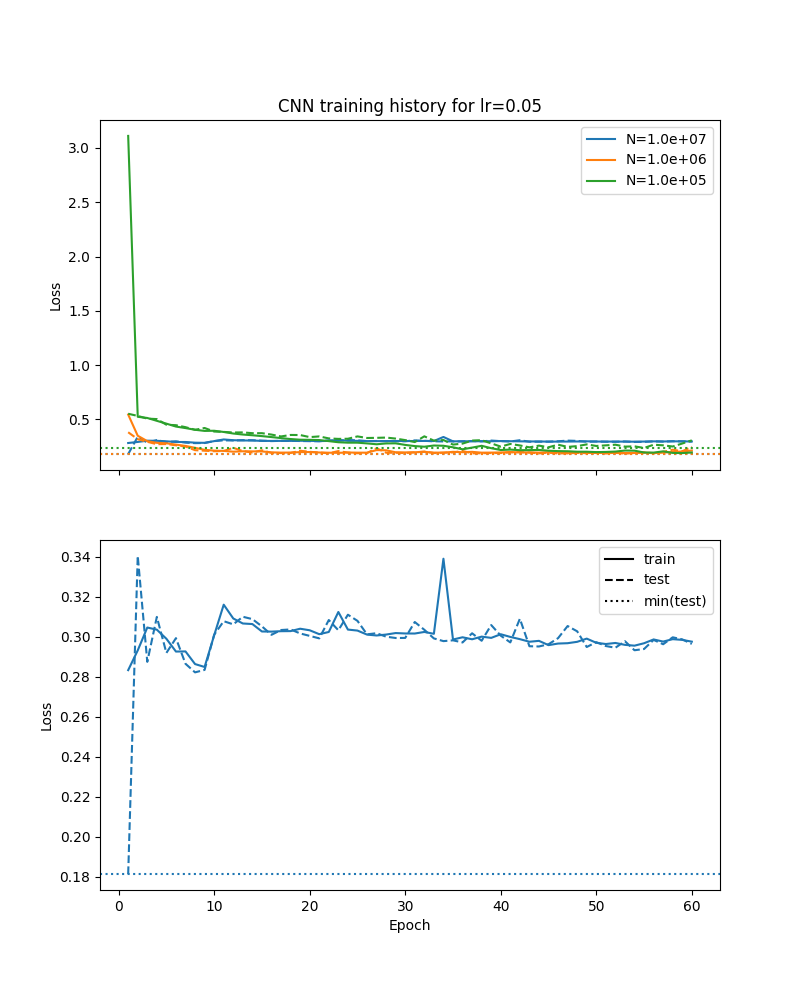 CNN training history for lr=0.05
3.0
2.5
2.0
1.5
1.0
0.5
Loss
N=1.0e+07
N=1.0e+06
N=1.0e+05
0.34
0.32
0.30
0.28
0.26
0.24
0.22
0.20
0.18
Loss
train
test
min(test)
0 10 20 30 40 50 60
Epoch